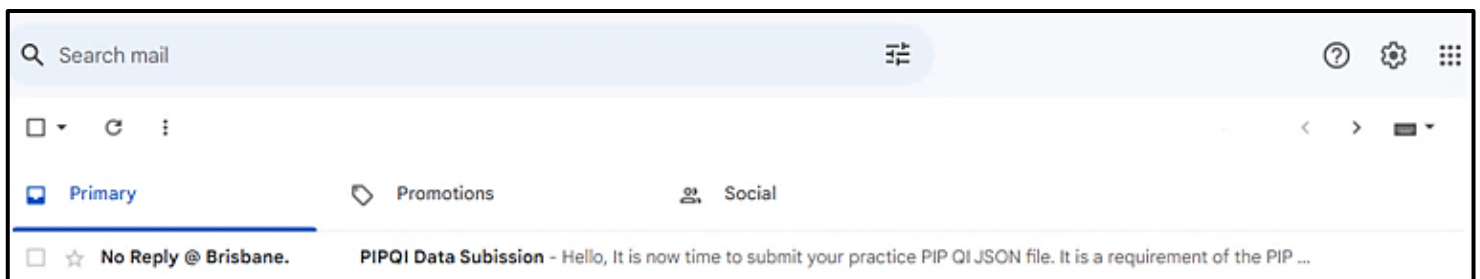 Search mail
Primary Promotions Social
No Reply @ Brisbane. PIPQI Data Subission - Hello, It is now time to submit your practice PIP QI JSON file. It is a requirement of the PIP ...